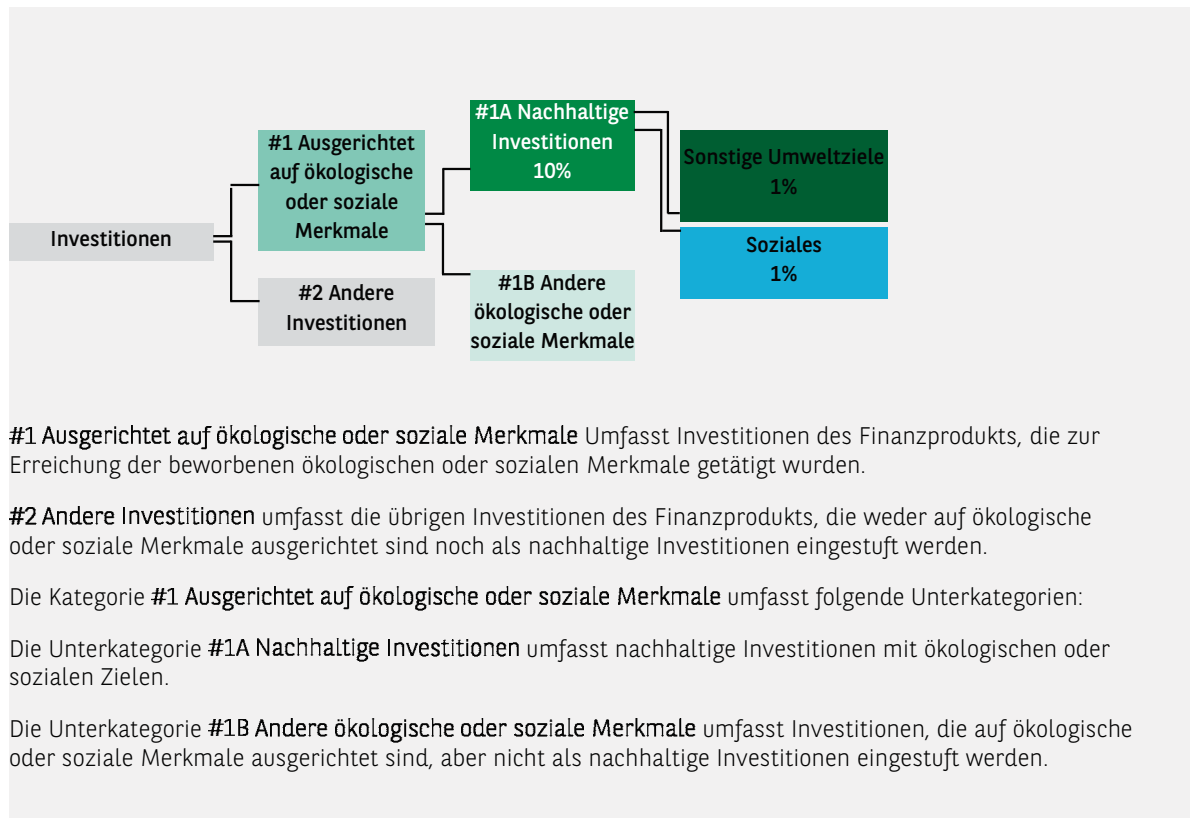 #1A Nachhaltige
Investitionen
10%
#1 Ausgerichtet
auf ökologische
oder soziale
Merkmale
Sonstige Umweltziele
1%
Investitionen
Soziales
1%
#2 Andere
Investitionen
#1B Andere
ökologische oder
soziale Merkmale
#1 Ausgerichtet auf ökologische oder soziale Merkmale Umfasst Investitionen des Finanzprodukts, die zur
Erreichung der beworbenen ökologischen oder sozialen Merkmale getätigt wurden.
#2 Andere Investitionen umfasst die übrigen Investitionen des Finanzprodukts, die weder auf ökologische
oder soziale Merkmale ausgerichtet sind noch als nachhaltige Investitionen eingestuft werden.
Die Kategorie #1 Ausgerichtet auf ökologische oder soziale Merkmale umfasst folgende Unterkategorien:
Die Unterkategorie #1A Nachhaltige Investitionen umfasst nachhaltige Investitionen mit ökologischen oder
sozialen Zielen.
Die Unterkategorie #1B Andere ökologische oder soziale Merkmale umfasst Investitionen, die auf ökologische
oder soziale Merkmale ausgerichtet sind, aber nicht als nachhaltige Investitionen eingestuft werden.